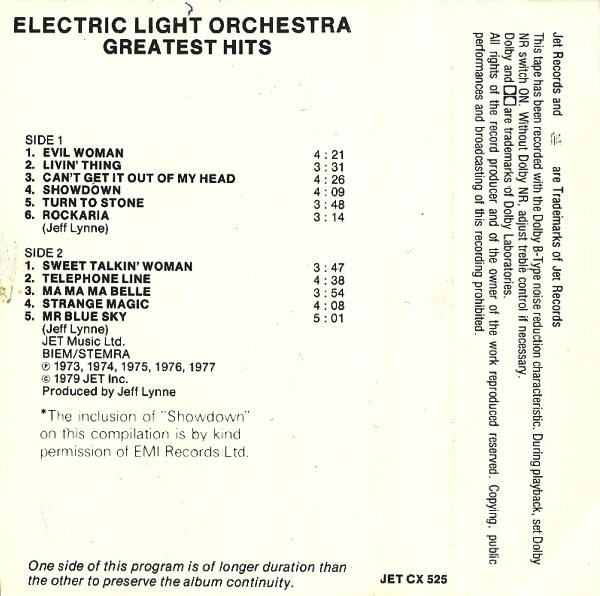 ELECTRIC LIGHT ORCHESTRA
GREATEST HITS
SIDE 1
1. EVIL WOMAN 4:21
2. LIVIN' THING 3:31
3. CAN'T GET IT OUT OF MY HEAD 4:26
4. SHOWDOWN 4:09
5. TURN TO STONE 3:48
6. ROCKARIA 3:14
(Jeff Lynne)
SIDE 2
1. SWEET TALKIN' WOMAN 3:47
2. TELEPHONE LINE 4:38
3. MA MA MA BELLE 3:54
4. STRANGE MAGIC 4:08
5. MR BLUE SKY 5:01
(Jeff Lynne)
JET Music Ltd.
BIEM/STEMRA
℗ 1973, 1974, 1975, 1976, 1977
© 1979 JET Inc.
Produced by Jeff Lynne
*The inclusion of "Showdown"
on this compilation is by kind
permission of EMI Records Ltd.
One side of this program is of longer duration than
the other to preserve the album continuity.
JET CX 525
Jet Records and are Trademarks of Jet Records
This tape has been recorded with the Dolby B-Type noise reduction characteristic. During playback, set Dolby
NR switch ON. Without Dolby NR, adjust treble control if necessary.
Dolby and are trademarks of Dolby Laboratories.
All rights of the record producer and of the owner of the work reproduced reserved. Copying, public
performances and broadcasting of this recording prohibited.